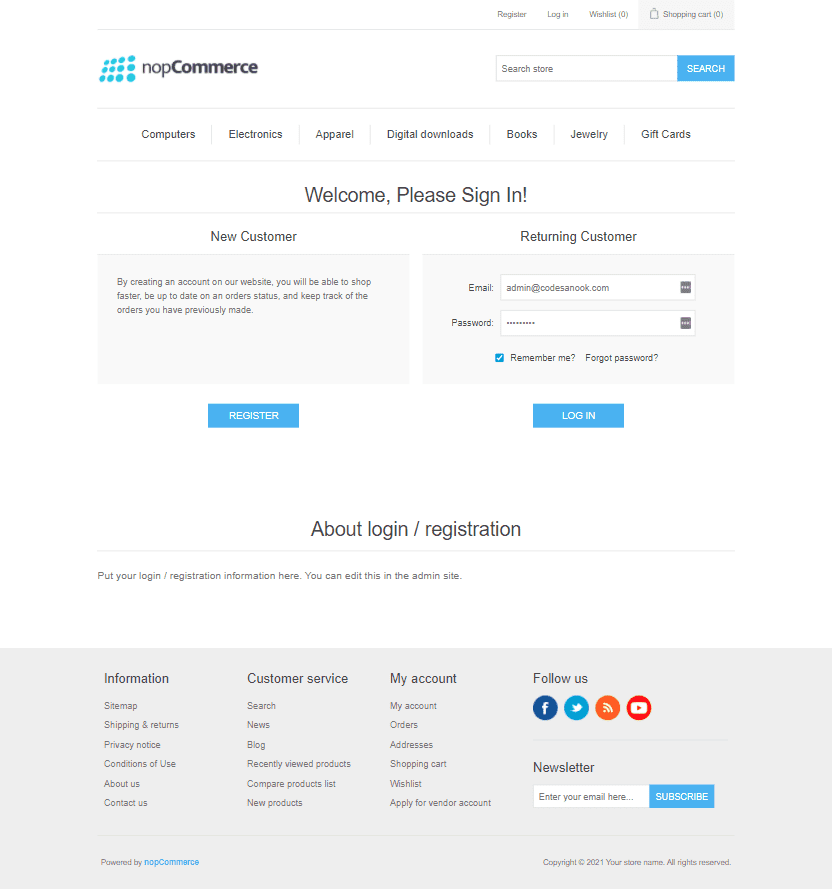 Register Log in Wishlist (0) Shopping cart (0)
nopCommerce
Search store SEARCH
Computers Electronics Apparel Digital downloads Books Jewelry Gift Cards
Welcome, Please Sign In!
New Customer
By creating an account on our website, you will be able to shop
faster, be up to date on an orders status, and keep track of the
orders you have previously made.
REGISTER
Returning Customer
Email: admin@codesanook.com
Password: •••••••••
Remember me? Forgot password?
LOG IN
About login / registration
Put your login / registration information here. You can edit this in the admin site.
Information
Sitemap
Shipping & returns
Privacy notice
Conditions of Use
About us
Contact us
Customer service
Search
News
Blog
Recently viewed products
Compare products list
New products
My account
My account
Orders
Addresses
Shopping cart
Wishlist
Apply for vendor account
Follow us
Newsletter
Enter your email here... SUBSCRIBE
Powered by nopCommerce
Copyright © 2021 Your store name. All rights reserved.